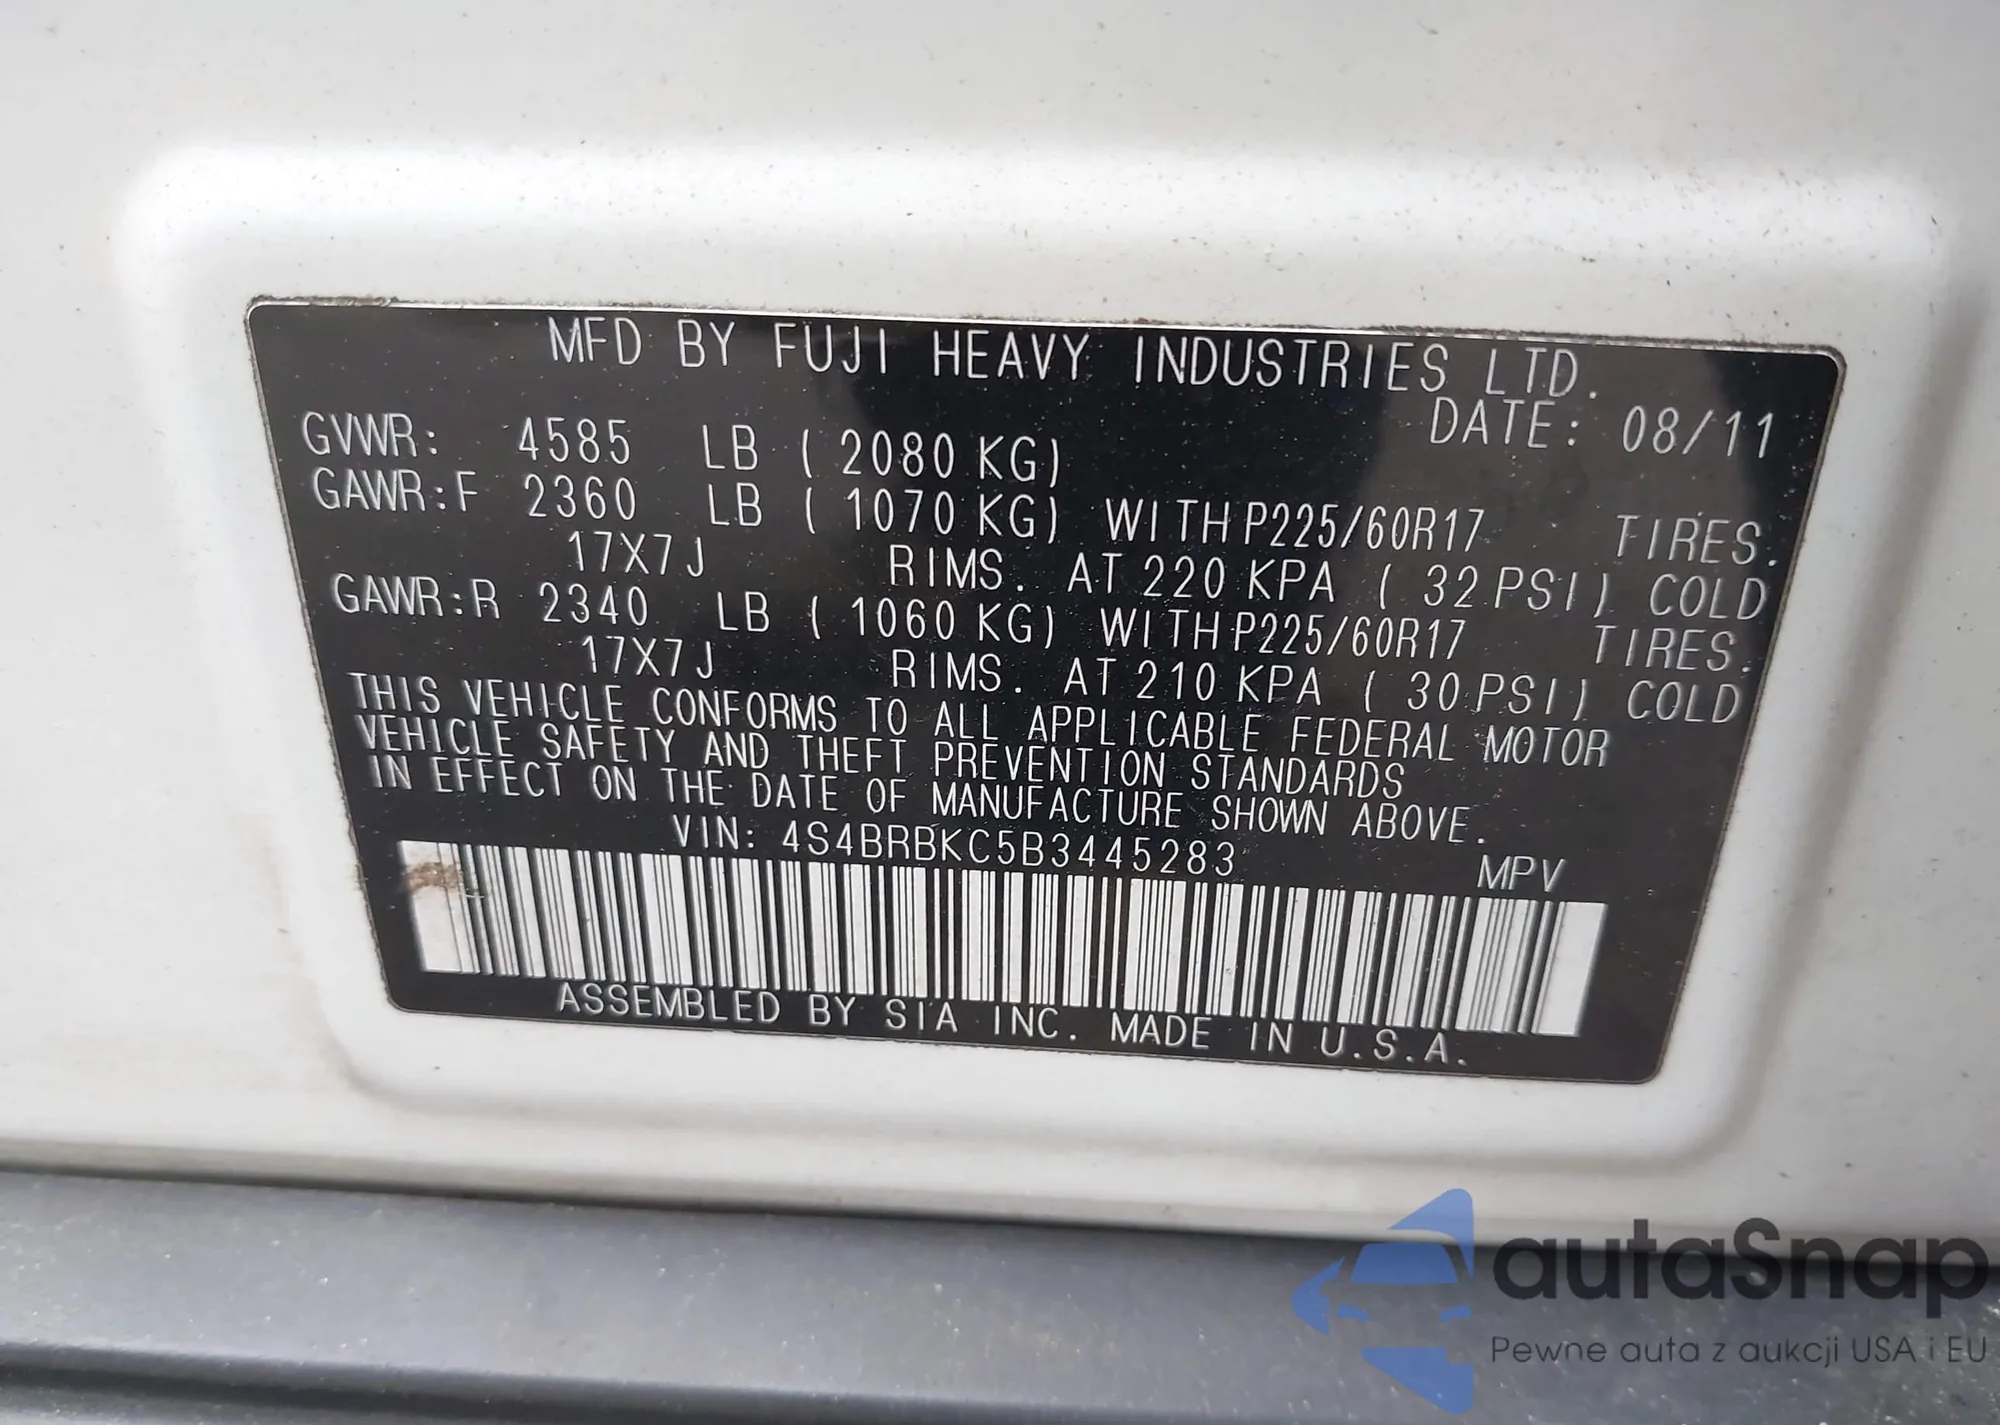 MFD BY FUJI HEAVY INDUSTRIES LTD.
DATE: 08/11
GVWR: 4585 LB ( 2080 KG)
GAWR:F 2360 LB ( 1070 KG) WITH P225/60R17 TIRES.
17X7J RIMS. AT 220 KPA ( 32 PSI) COLD
GAWR:R 2340 LB ( 1060 KG) WITH P225/60R17 TIRES.
17X7J RIMS. AT 210 KPA ( 30 PSI) COLD
THIS VEHICLE CONFORMS TO ALL APPLICABLE FEDERAL MOTOR
VEHICLE SAFETY AND THEFT PREVENTION STANDARDS
IN EFFECT ON THE DATE OF MANUFACTURE SHOWN ABOVE.
VIN: 4S4BRBKC5B3445283 MPV
ASSEMBLED BY SIA INC. MADE IN U.S.A.
autaSnap
Pewne auta z aukcji USA i EU